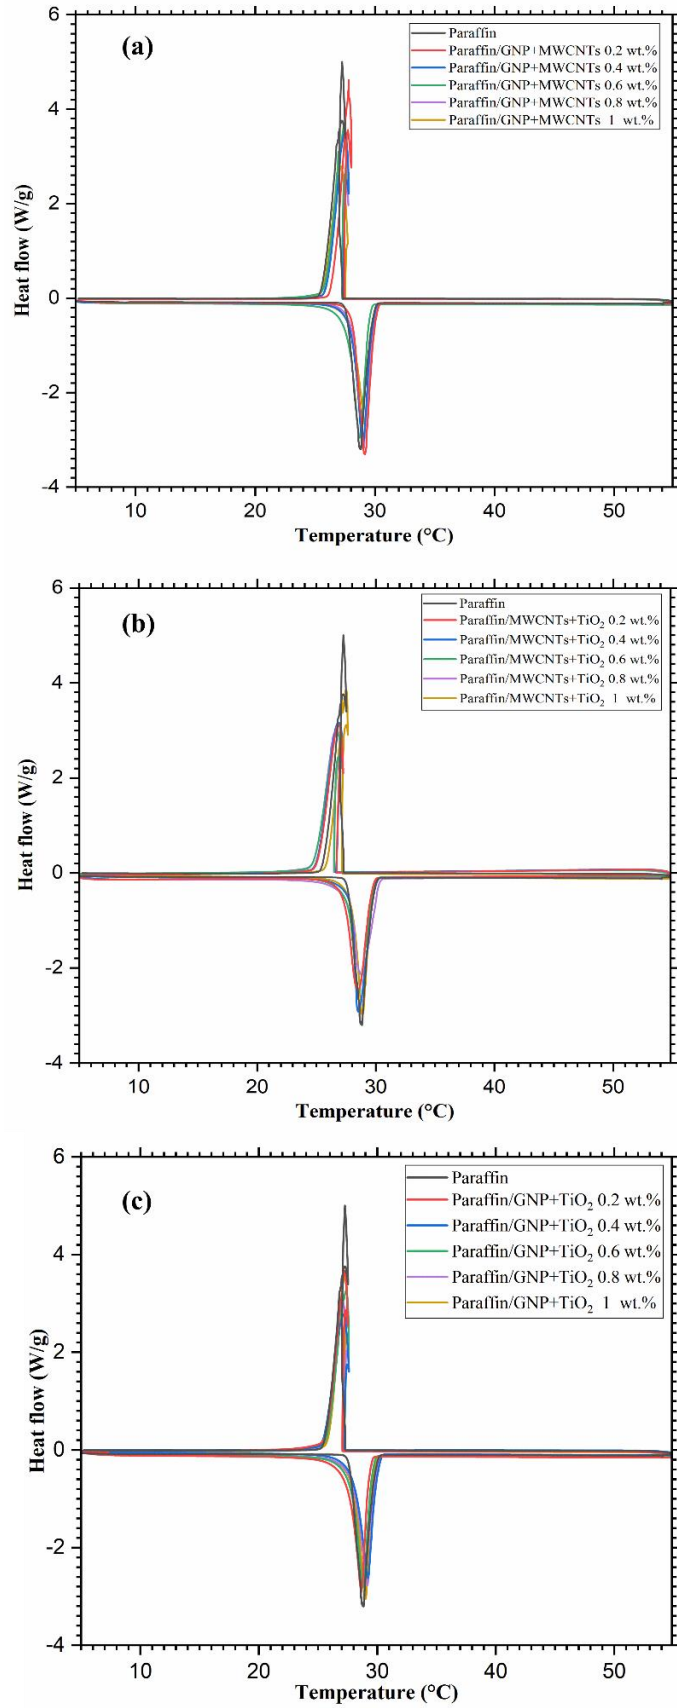 (a)
Paraffin
Paraffin/GNP+MWCNTs 0.2 wt.%
Paraffin/GNP+MWCNTs 0.4 wt.%
Paraffin/GNP+MWCNTs 0.6 wt.%
Paraffin/GNP+MWCNTs 0.8 wt.%
Paraffin/GNP+MWCNTs 1 wt.%
Heat flow (W/g)
6
4
2
0
-2
-4
10 20 30 40 50
Temperature (°C)
(b)
Paraffin
Paraffin/MWCNTs+TiO₂ 0.2 wt.%
Paraffin/MWCNTs+TiO₂ 0.4 wt.%
Paraffin/MWCNTs+TiO₂ 0.6 wt.%
Paraffin/MWCNTs+TiO₂ 0.8 wt.%
Paraffin/MWCNTs+TiO₂ 1 wt.%
Heat flow (W/g)
6
4
2
0
-2
-4
10 20 30 40 50
Temperature (°C)
(c)
Paraffin
Paraffin/GNP+TiO₂ 0.2 wt.%
Paraffin/GNP+TiO₂ 0.4 wt.%
Paraffin/GNP+TiO₂ 0.6 wt.%
Paraffin/GNP+TiO₂ 0.8 wt.%
Paraffin/GNP+TiO₂ 1 wt.%
Heat flow (W/g)
6
4
2
0
-2
-4
10 20 30 40 50
Temperature (°C)